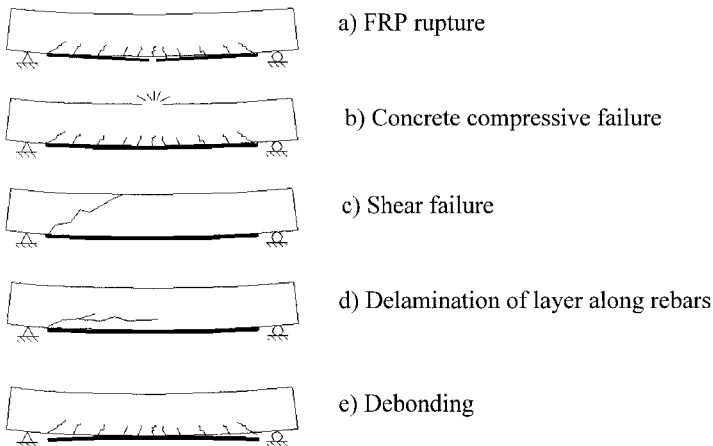 a) FRP rupture
b) Concrete compressive failure
c) Shear failure
d) Delamination of layer along rebars
e) Debonding